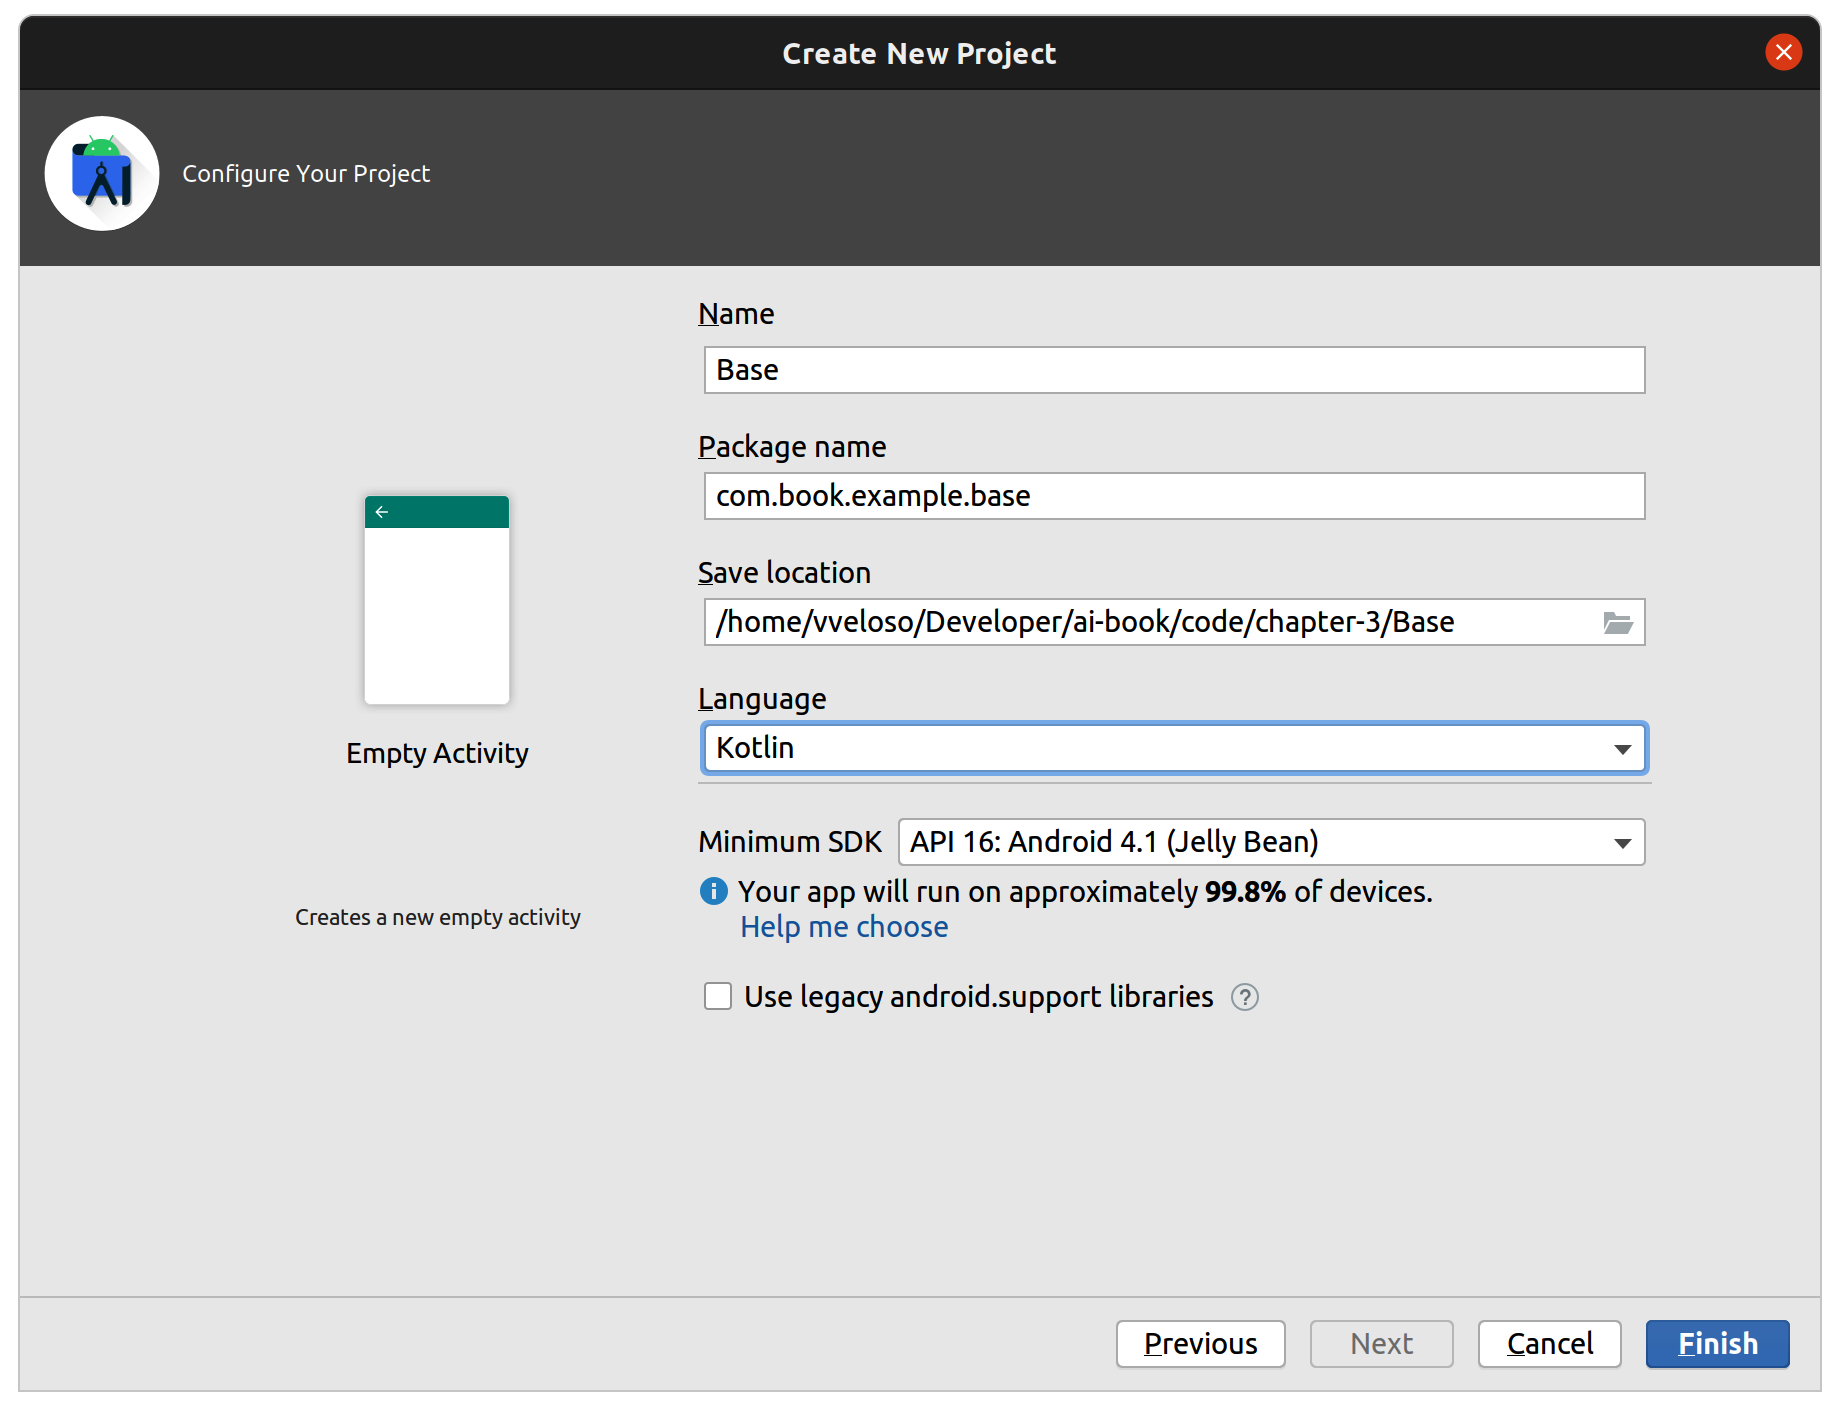 Create New Project
Configure Your Project
Name
Base
Package name
com.book.example.base
Save location
/home/vveloso/Developer/ai-book/code/chapter-3/Base
Language
Kotlin
Empty Activity
Minimum SDK API 16: Android 4.1 (Jelly Bean)
Your app will run on approximately 99.8% of devices.
Help me choose
Creates a new empty activity
Use legacy android.support libraries ?
Previous Next Cancel Finish